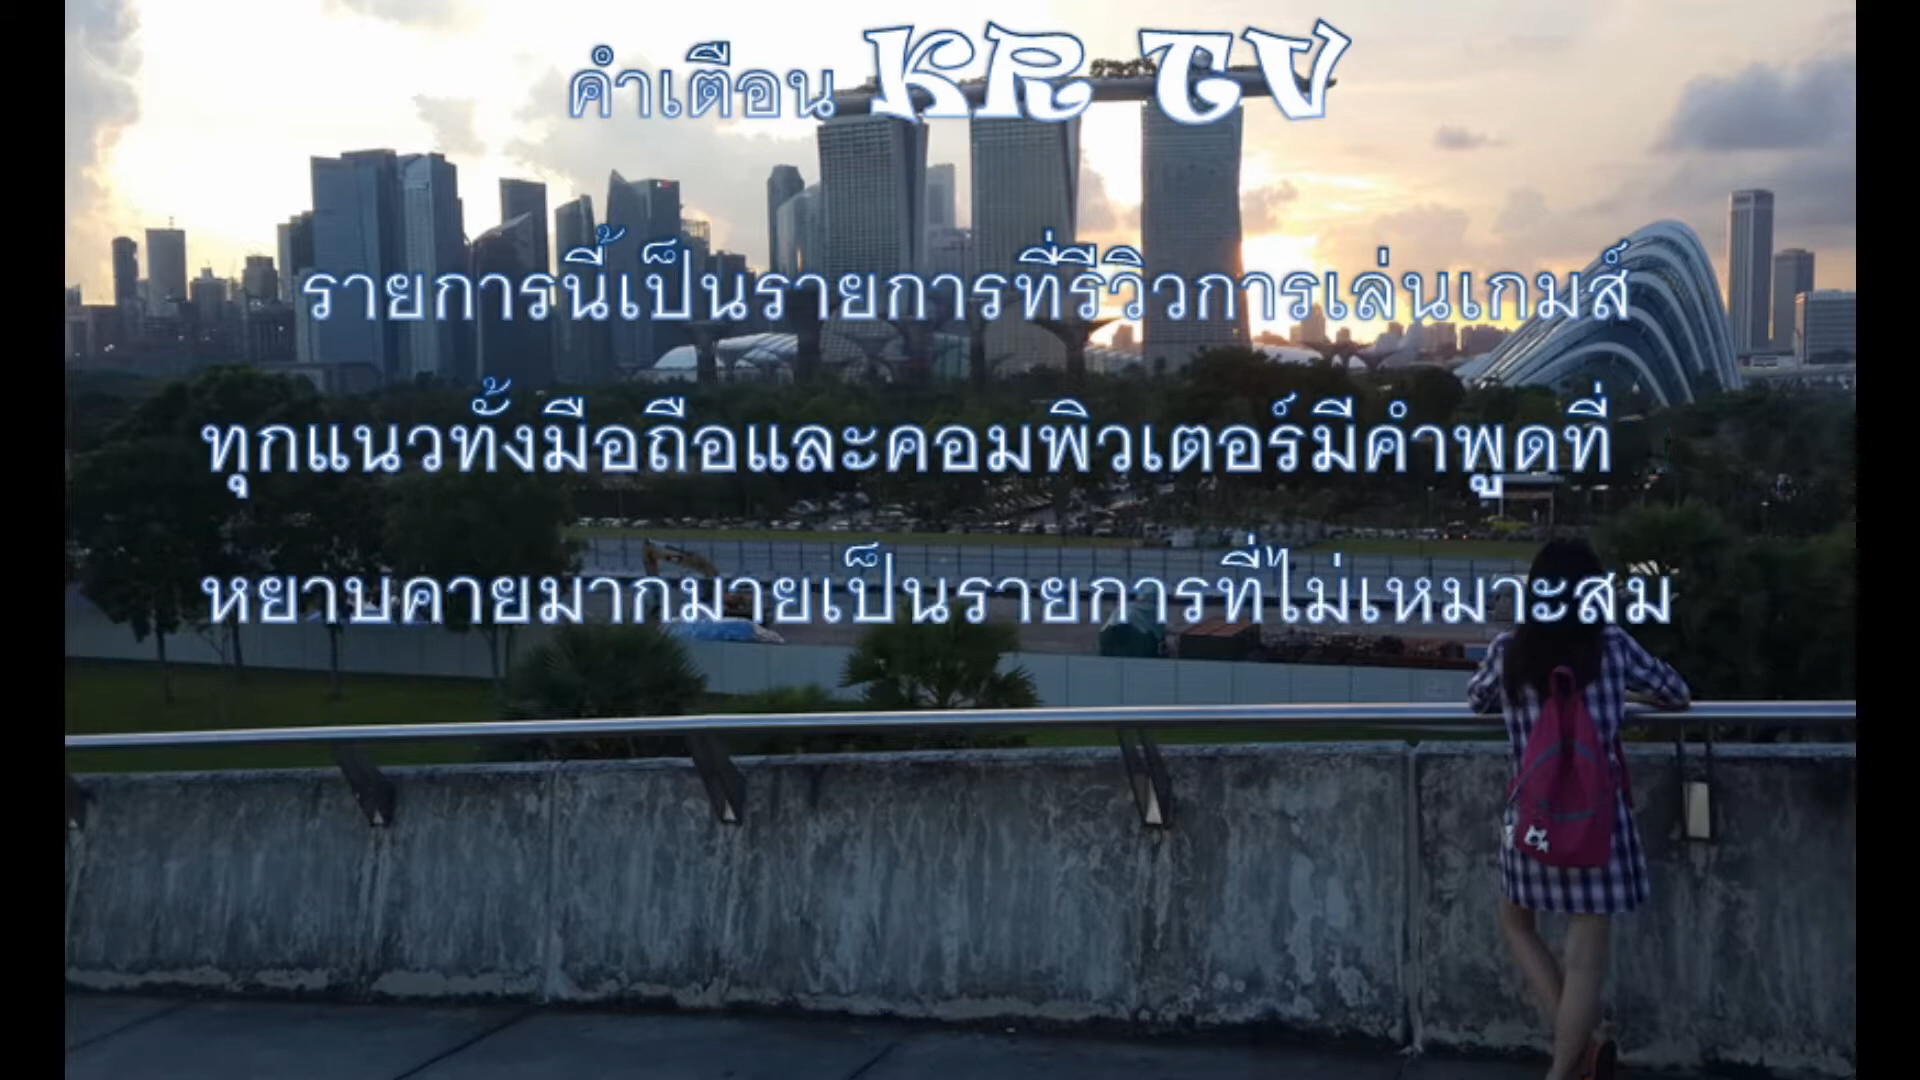 คำเตือน KR TV
รายการนี้เป็นรายการที่รีวิวการเล่นเกมส์
ทุกแนวทั้งมือถือและคอมพิวเตอร์มีคำพูดที่
หยาบคายมากมายเป็นรายการที่ไม่เหมาะสม